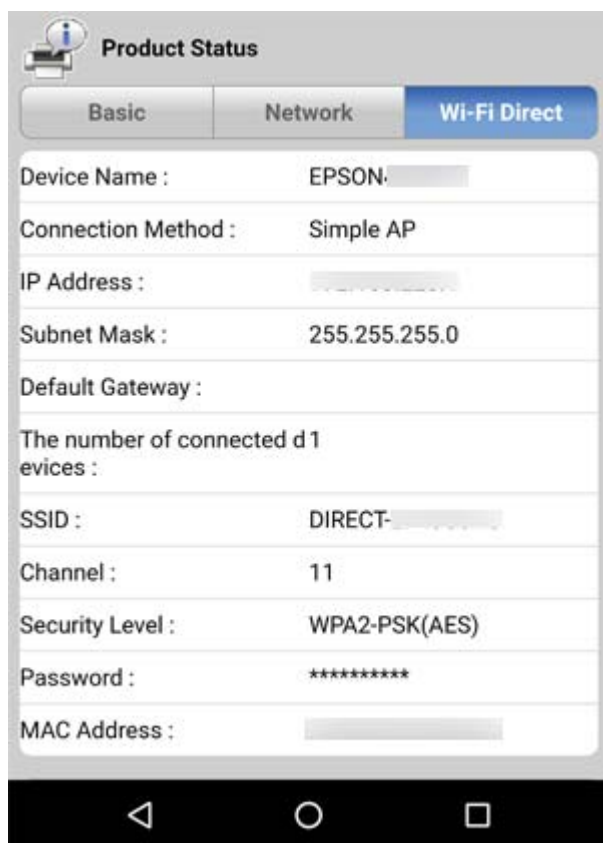 Product Status
Basic Network Wi-Fi Direct
Device Name : EPSON
Connection Method : Simple AP
IP Address :
Subnet Mask : 255.255.255.0
Default Gateway :
The number of connected d 1
evices :
SSID : DIRECT-
Channel : 11
Security Level : WPA2-PSK(AES)
Password : **********
MAC Address :